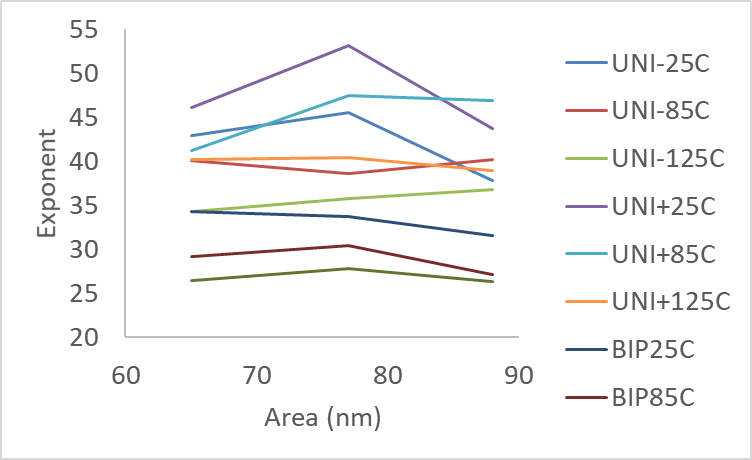 55
50
45
40
35
30
25
20
Exponent
60 70 80 90
Area (nm)
UNI-25C
UNI-85C
UNI-125C
UNI+25C
UNI+85C
UNI+125C
BIP25C
BIP85C